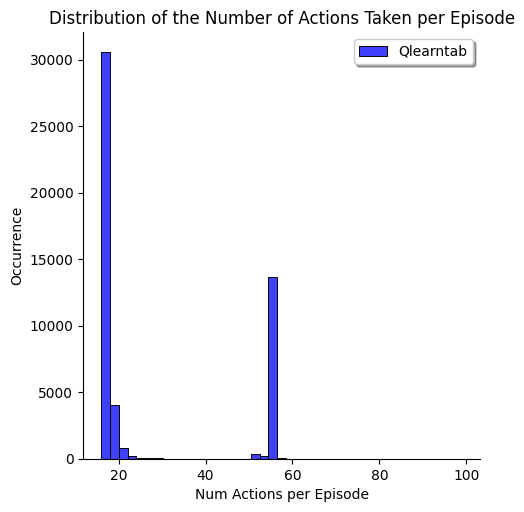 Distribution of the Number of Actions Taken per Episode
Qlearntab
30000
25000
20000
15000
10000
5000
0
Occurrence
20 40 60 80 100
Num Actions per Episode